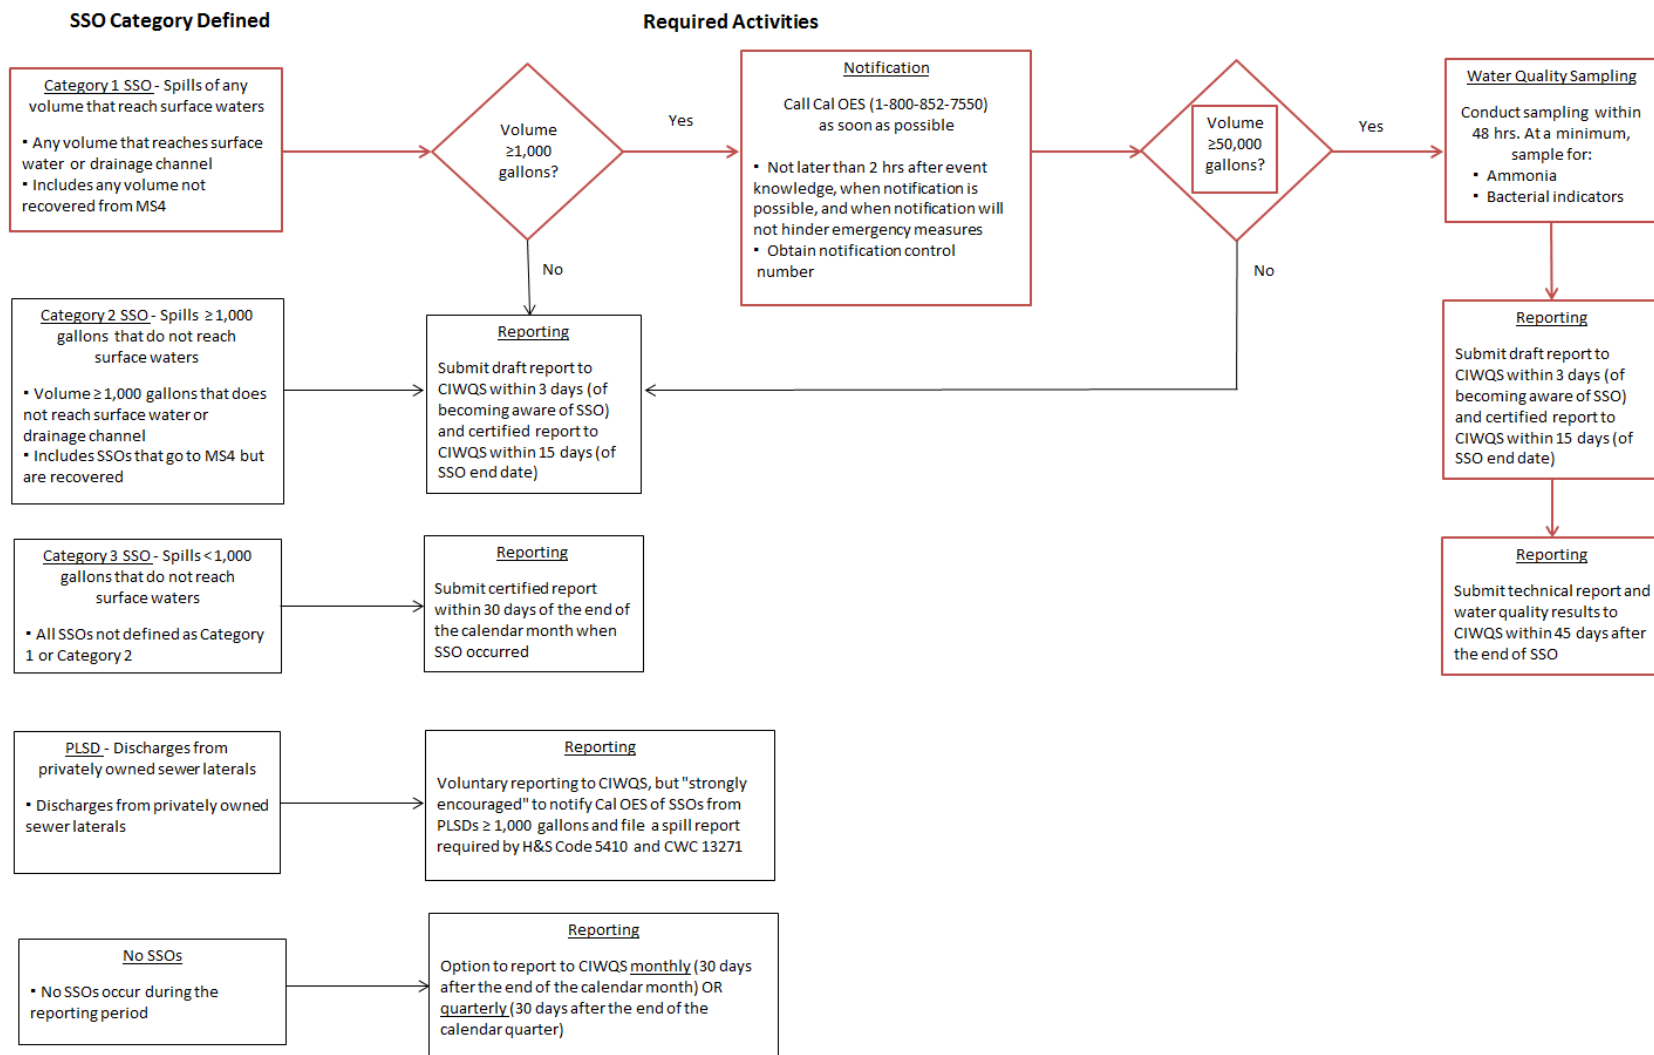 SSO Category Defined
Required Activities
Category 1 SSO - Spills of any
volume that reach surface waters
▪ Any volume that reaches surface
water or drainage channel
▪ Includes any volume not
recovered from MS4
Volume
≥1,000
gallons?
Yes
No
Notification
Call Cal OES (1-800-852-7550)
as soon as possible
▪ Not later than 2 hrs after event
knowledge, when notification is
possible, and when notification will
not hinder emergency measures
▪ Obtain notification control
number
Volume
≥50,000
gallons?
Yes
No
Water Quality Sampling
Conduct sampling within
48 hrs. At a minimum,
sample for:
▪ Ammonia
▪ Bacterial indicators
Category 2 SSO - Spills ≥ 1,000
gallons that do not reach
surface waters
▪ Volume ≥ 1,000 gallons that does
not reach surface water or
drainage channel
▪ Includes SSOs that go to MS4 but
are recovered
Reporting
Submit draft report to
CIWQS within 3 days (of
becoming aware of SSO)
and certified report to
CIWQS within 15 days (of
SSO end date)
Reporting
Submit draft report to
CIWQS within 3 days (of
becoming aware of SSO)
and certified report to
CIWQS within 15 days (of
SSO end date)
Category 3 SSO - Spills < 1,000
gallons that do not reach
surface waters
▪ All SSOs not defined as Category
1 or Category 2
Reporting
Submit certified report
within 30 days of the end of
the calendar month when
SSO occurred
Reporting
Submit technical report and
water quality results to
CIWQS within 45 days after
the end of SSO
PLSD - Discharges from
privately owned sewer laterals
▪ Discharges from privately owned
sewer laterals
Reporting
Voluntary reporting to CIWQS, but "strongly
encouraged" to notify Cal OES of SSOs from
PLSDs ≥ 1,000 gallons and file a spill report
required by H&S Code 5410 and CWC 13271
No SSOs
▪ No SSOs occur during the
reporting period
Reporting
Option to report to CIWQS monthly (30 days
after the end of the calendar month) OR
quarterly (30 days after the end of the
calendar quarter)